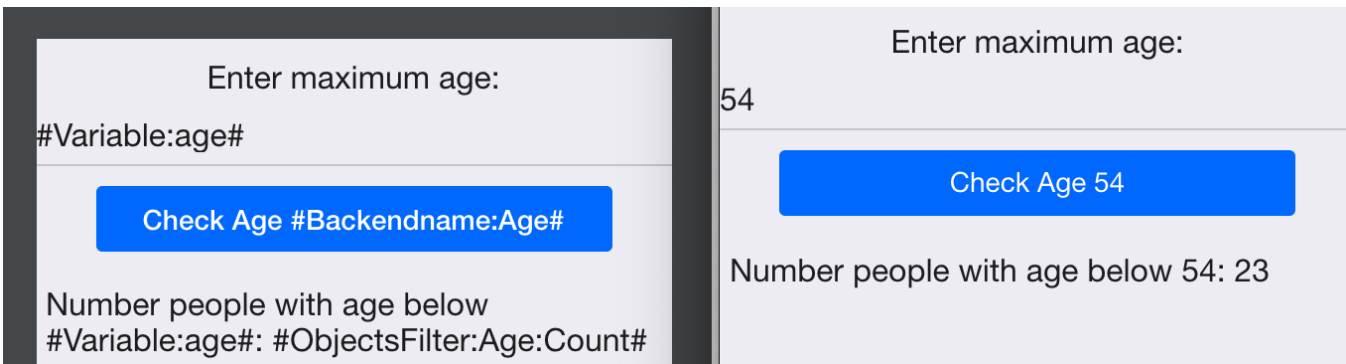 Enter maximum age:
#Variable:age#
Check Age #Backendname:Age#
Number people with age below
#Variable:age#: #ObjectsFilter:Age:Count#
Enter maximum age:
54
Check Age 54
Number people with age below 54: 23